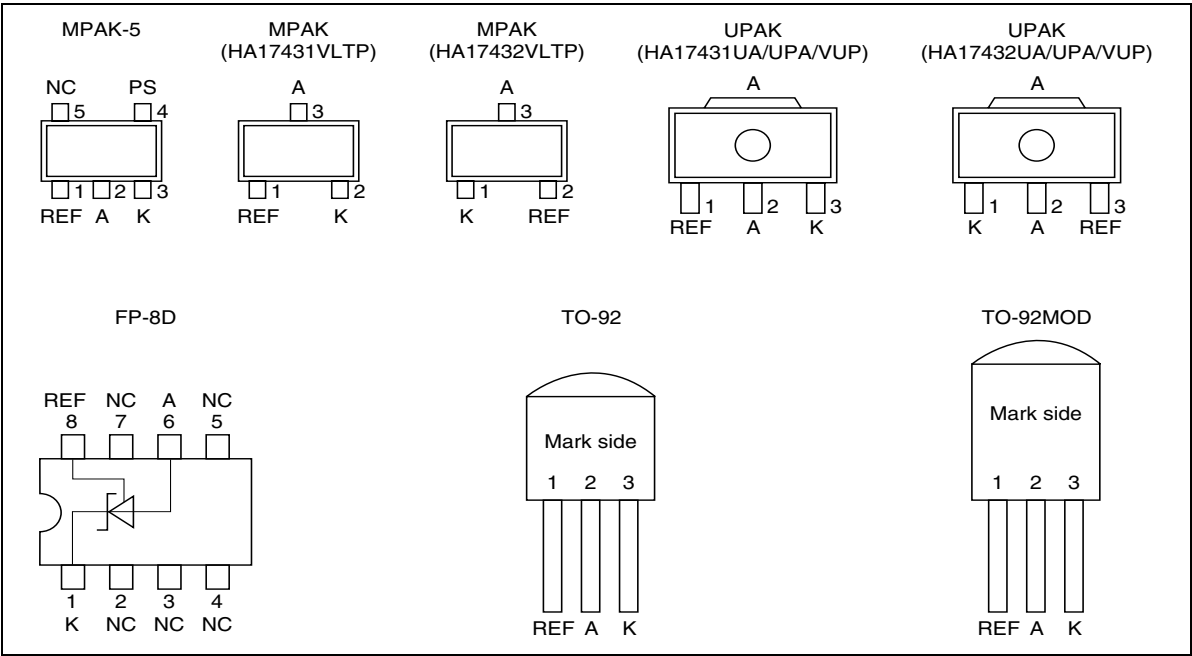 MPAK-5
MPAK
(HA17431VLTP)
MPAK
(HA17432VLTP)
UPAK
(HA17431UA/UPA/VUP)
UPAK
(HA17432UA/UPA/VUP)
NC PS
5 4
1 2 3
REF A K
A
3
1 2
REF K
A
3
1 2
K REF
A
1 2 3
REF A K
A
1 2 3
K A REF
FP-8D
REF NC A NC
8 7 6 5
1 2 3 4
K NC NC NC
TO-92
Mark side
1 2 3
REF A K
TO-92MOD
Mark side
1 2 3
REF A K